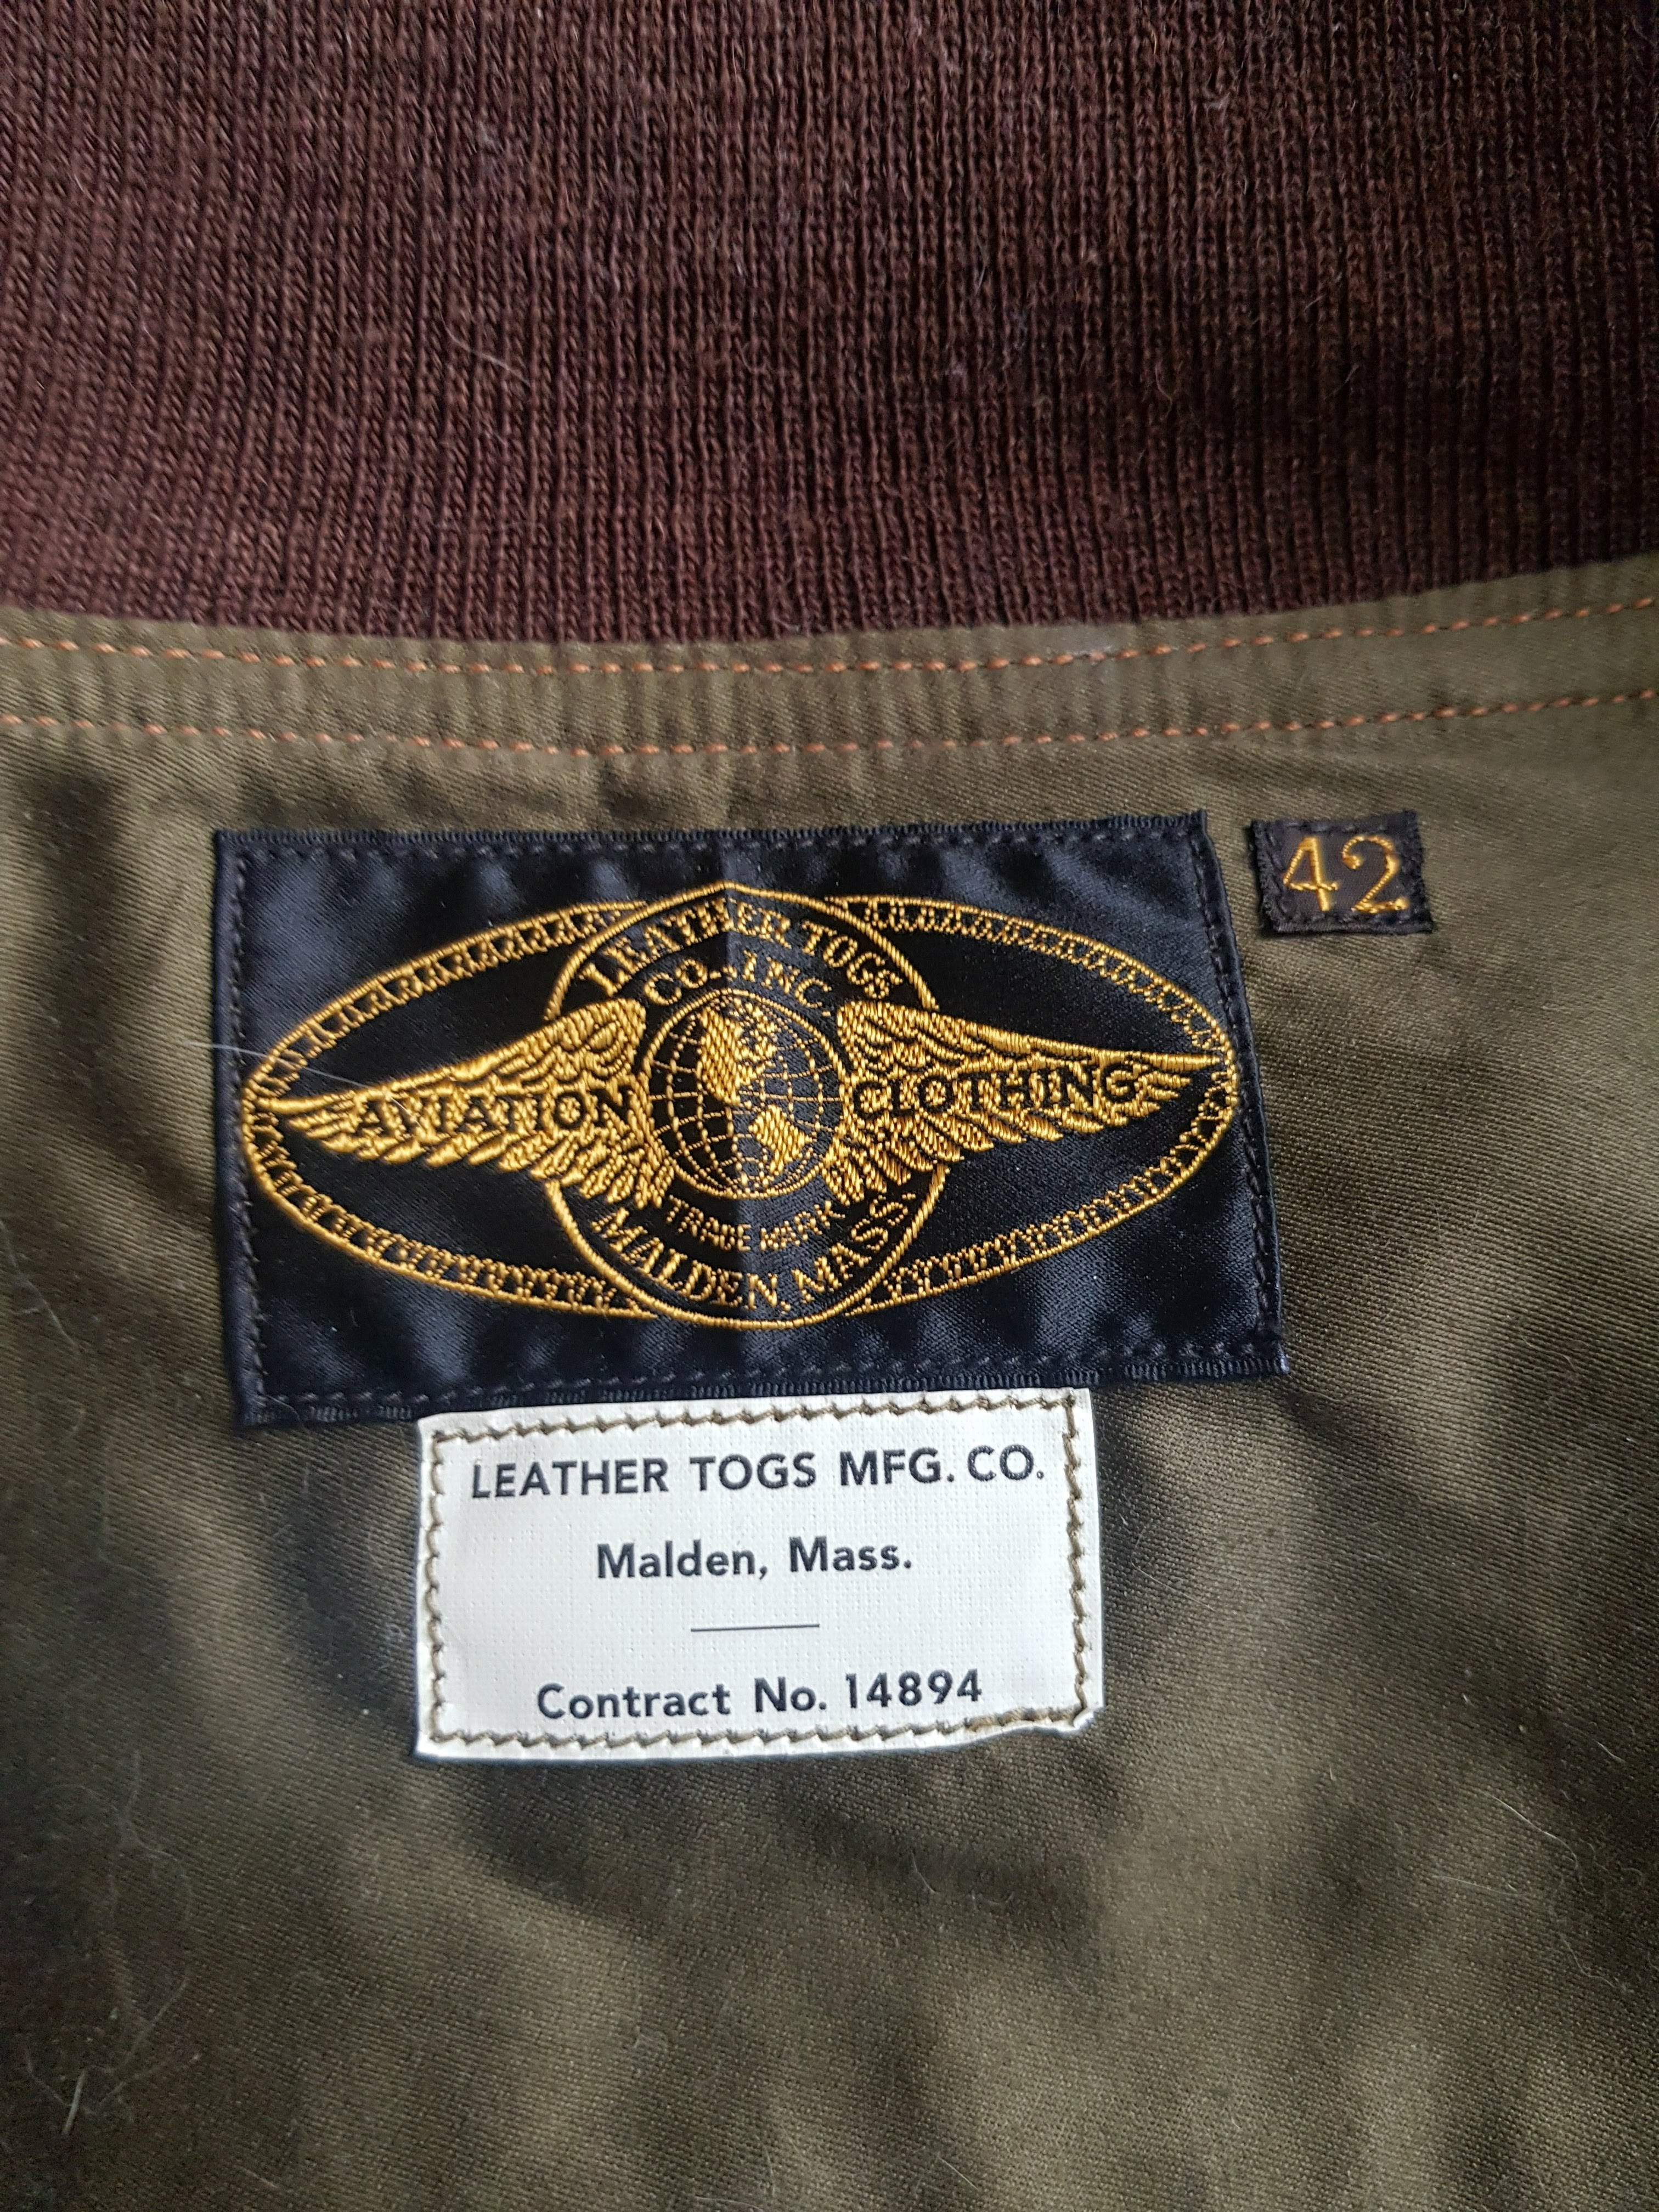 LEATHER TOGS
CO., INC.
AVIATION CLOTHING
TRADE MARK
MALDEN, MASS.
42
LEATHER TOGS MFG. CO.
Malden, Mass.
Contract No. 14894